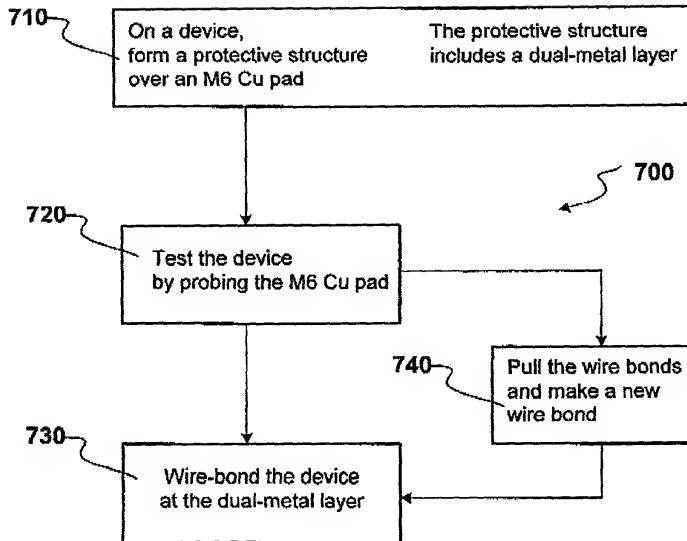 710
On a device,
form a protective structure
over an M6 Cu pad
The protective structure
includes a dual-metal layer
700
720
Test the device
by probing the M6 Cu pad
740
Pull the wire bonds
and make a new
wire bond
730
Wire-bond the device
at the dual-metal layer